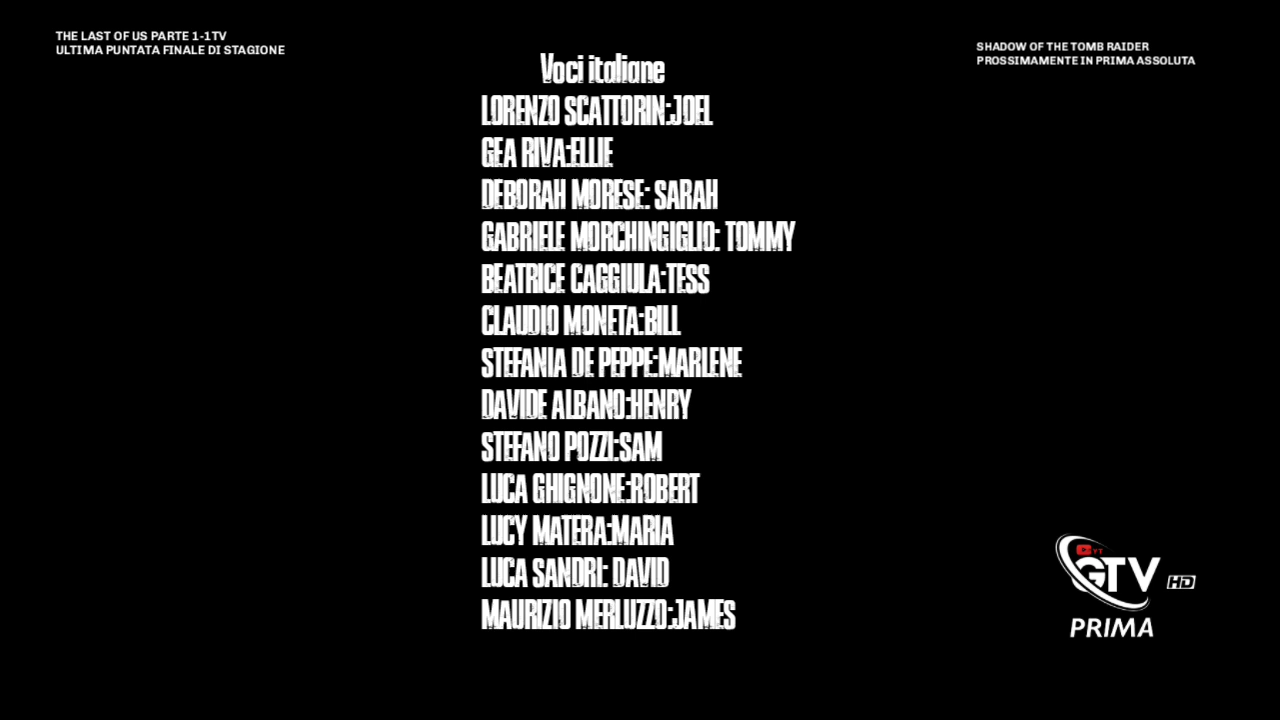 THE LAST OF US PARTE 1-1TV
ULTIMA PUNTATA FINALE DI STAGIONE
SHADOW OF THE TOMB RAIDER
PROSSIMAMENTE IN PRIMA ASSOLUTA
Voci italiane
LORENZO SCATTORIN:JOEL
GEA RIVA:ELLIE
DEBORAH MORESE: SARAH
GABRIELE MORCHINGIGLIO: TOMMY
BEATRICE CAGGIULA:TESS
CLAUDIO MONETA:BILL
STEFANIA DE PEPPE:MARLENE
DAVIDE ALBANO:HENRY
STEFANO POZZI:SAM
LUCA GHIGNONE:ROBERT
LUCY MATERA:MARIA
LUCA SANDRI: DAVID
MAURIZIO MERLUZZO:JAMES
YT
GTV HD
PRIMA